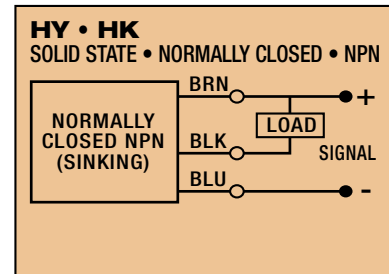 HY • HK
SOLID STATE • NORMALLY CLOSED • NPN
BRN
+
NORMALLY
CLOSED NPN
(SINKING)
LOAD
BLK
SIGNAL
BLU
-